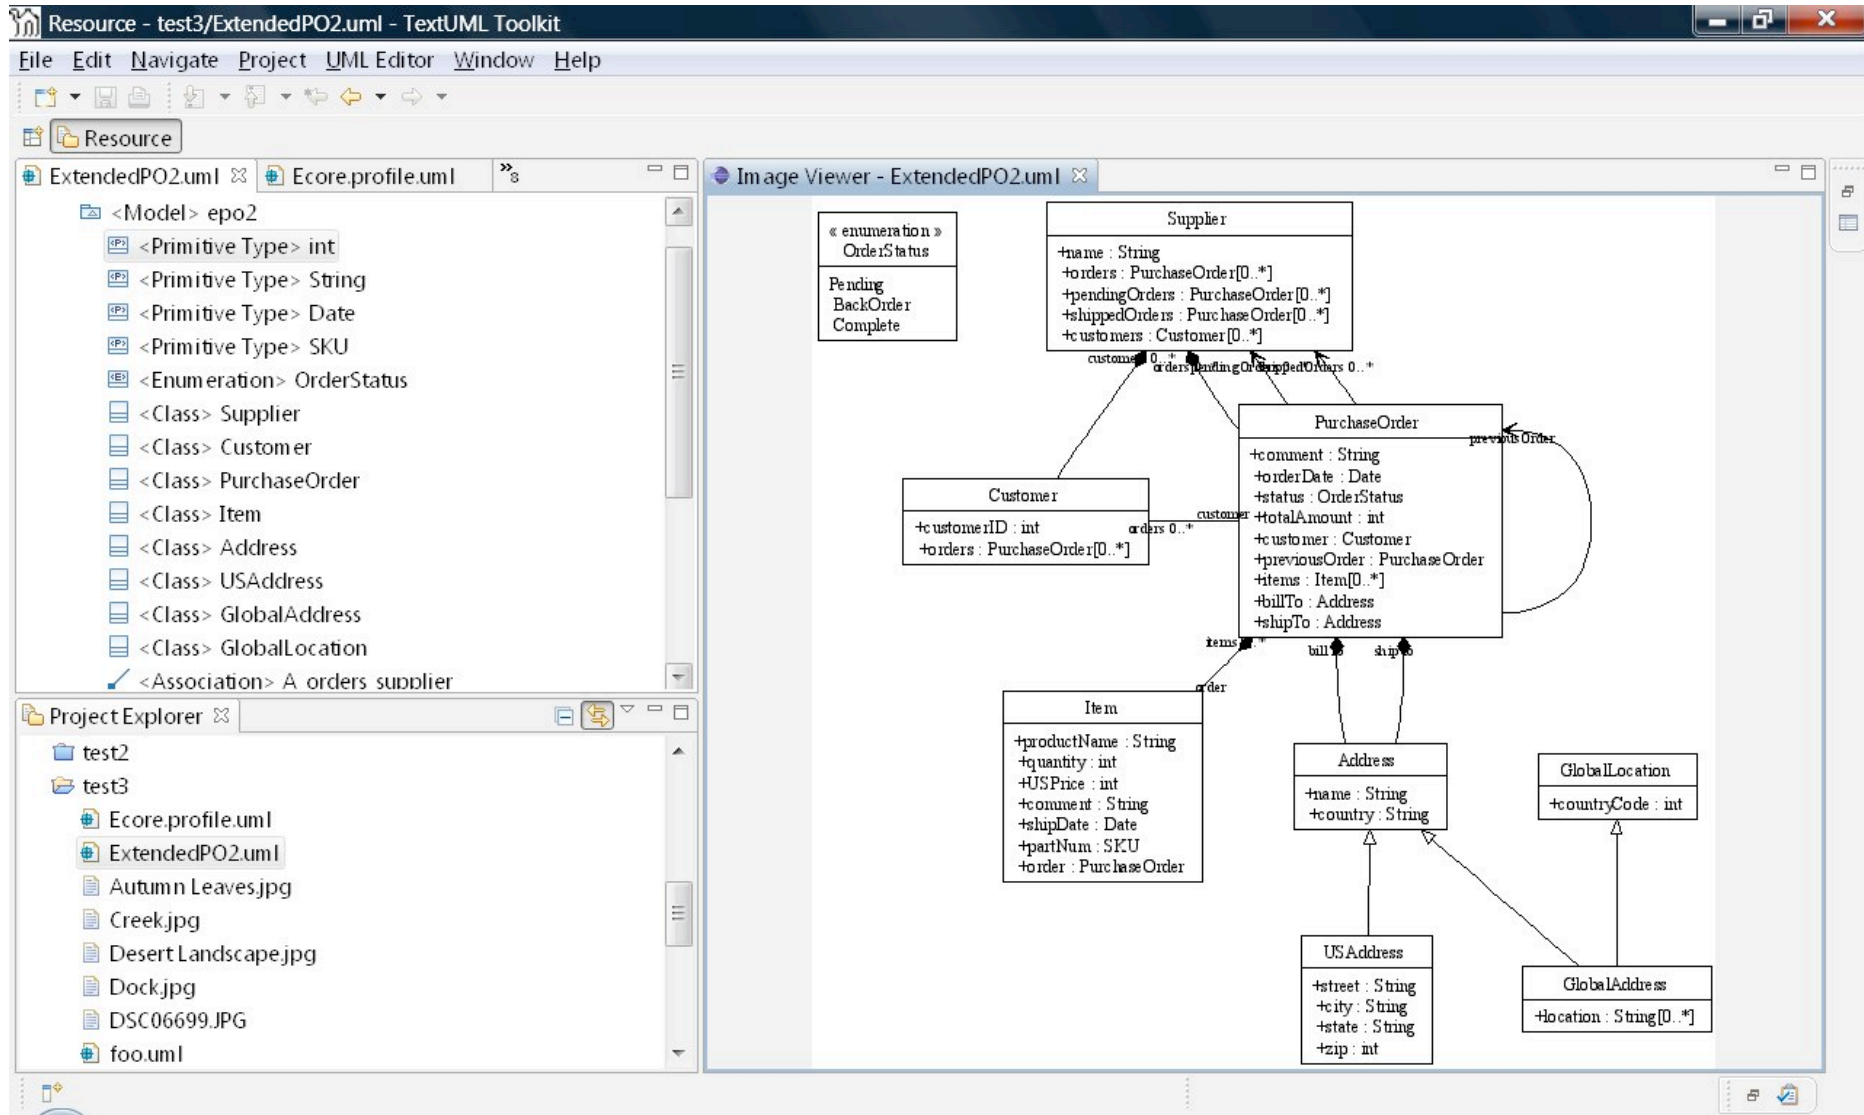 Resource - test3/ExtendedPO2.uml - TextUML Toolkit
File Edit Navigate Project UML Editor Window Help
Resource
ExtendedPO2.uml
Ecore.profile.uml
»8
<Model> epo2
<Primitive Type> int
<Primitive Type> String
<Primitive Type> Date
<Primitive Type> SKU
<Enumeration> OrderStatus
<Class> Supplier
<Class> Customer
<Class> PurchaseOrder
<Class> Item
<Class> Address
<Class> USAddress
<Class> GlobalAddress
<Class> GlobalLocation
<Association> A_orders_supplier
Project Explorer
test2
test3
Ecore.profile.uml
ExtendedPO2.uml
Autumn Leaves.jpg
Creek.jpg
Desert Landscape.jpg
Dock.jpg
DSC06699.JPG
foo.uml
Image Viewer - ExtendedPO2.uml
« enumeration »
OrderStatus
Pending
BackOrder
Complete
Supplier
+name : String
+orders : PurchaseOrder[0..*]
+pendingOrders : PurchaseOrder[0..*]
+shippedOrders : PurchaseOrder[0..*]
+customers : Customer[0..*]
0..*
0..*
PurchaseOrder
+comment : String
+orderDate : Date
+status : OrderStatus
+totalAmount : int
+customer : Customer
+previousOrder : PurchaseOrder
+items : Item[0..*]
+billTo : Address
+shipTo : Address
previousOrder
Customer
+customerID : int
+orders : PurchaseOrder[0..*]
orders 0..*
customer
items
billTo
shipTo
order
Item
+productName : String
+quantity : int
+USPrice : int
+comment : String
+shipDate : Date
+partNum : SKU
+order : PurchaseOrder
Address
+name : String
+country : String
GlobalLocation
+countryCode : int
USAddress
+street : String
+city : String
+state : String
+zip : int
GlobalAddress
+location : String[0..*]